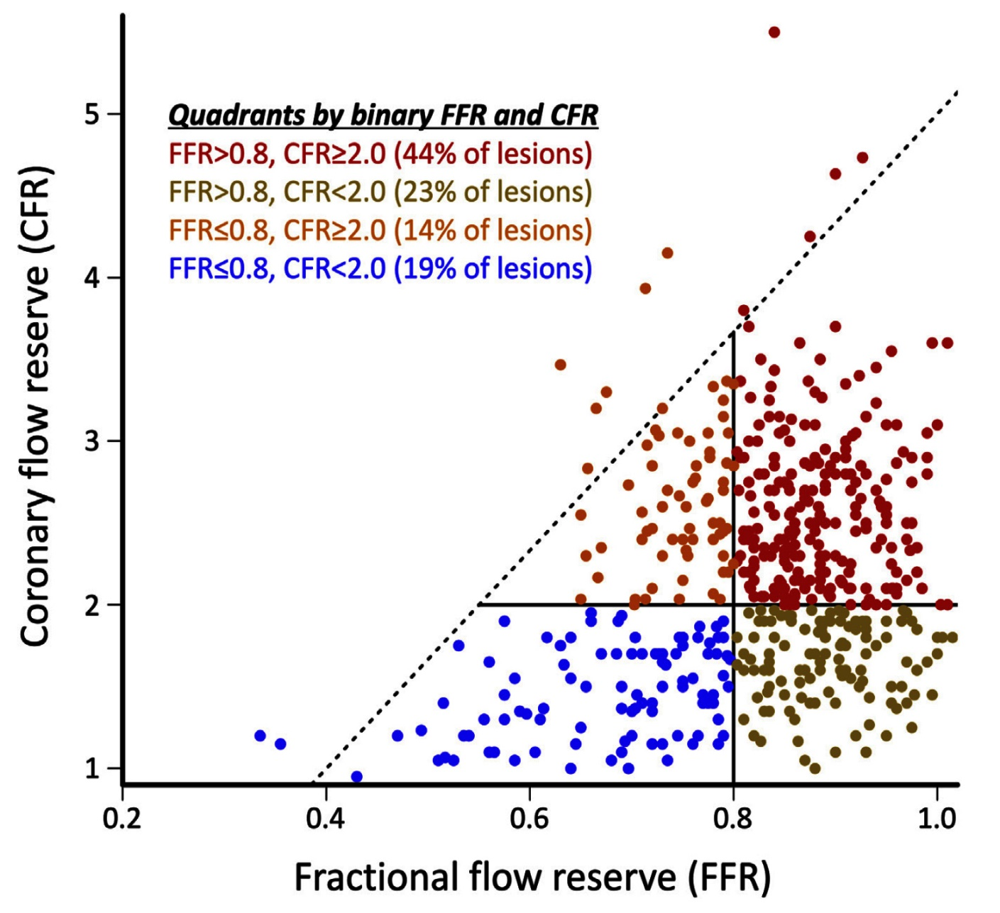 Quadrants by binary FFR and CFR
FFR>0.8, CFR≥2.0 (44% of lesions)
FFR>0.8, CFR<2.0 (23% of lesions)
FFR≤0.8, CFR≥2.0 (14% of lesions)
FFR≤0.8, CFR<2.0 (19% of lesions)
Coronary flow reserve (CFR)
5
4
3
2
1
0.2 0.4 0.6 0.8 1.0
Fractional flow reserve (FFR)